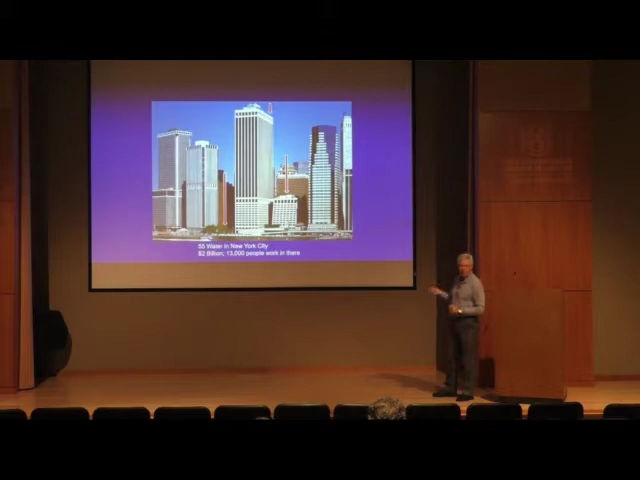 55 Water in New York City
$2 Billion; 13,000 people work in there